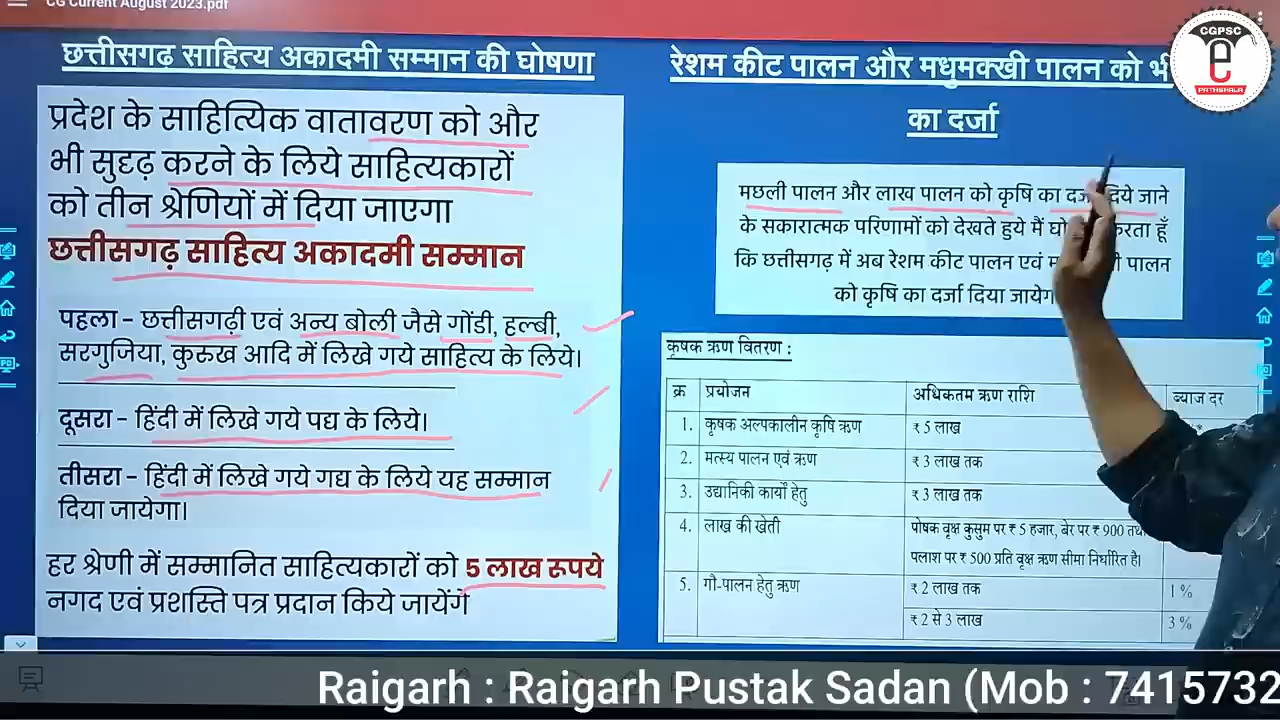 CG Current August 2023.pdf
CGPSC
e
PATHSHALA
छत्तीसगढ़ साहित्य अकादमी सम्मान की घोषणा
प्रदेश के साहित्यिक वातावरण को और
भी सुदृढ़ करने के लिये साहित्यकारों
को तीन श्रेणियों में दिया जाएगा
छत्तीसगढ़ साहित्य अकादमी सम्मान
पहला – छत्तीसगढ़ी एवं अन्य बोली जैसे गोंडी, हल्बी,
सरगुजिया, कुरुख आदि में लिखे गये साहित्य के लिये।
दूसरा – हिंदी में लिखे गये पद्य के लिये।
तीसरा – हिंदी में लिखे गये गद्य के लिये यह सम्मान
दिया जायेगा।
हर श्रेणी में सम्मानित साहित्यकारों को 5 लाख रूपये
नगद एवं प्रशस्ति पत्र प्रदान किये जायेंगे
रेशम कीट पालन और मधुमक्खी पालन को भी
का दर्जा
मछली पालन और लाख पालन को कृषि का दर्जा दिये जाने
के सकारात्मक परिणामों को देखते हुये मैं करता हूँ
कि छत्तीसगढ़ में अब रेशम कीट पालन एवं पालन
को कृषि का दर्जा दिया
कृषक ऋण वितरण :
क्र प्रयोजन अधिकतम ऋण राशि ब्याज दर
1. कृषक अल्पकालीन कृषि ऋण ₹ 5 लाख
2. मत्स्य पालन एवं ऋण ₹ 3 लाख तक
3. उद्यानिकी कार्यो हेतु ₹ 3 लाख तक
4. लाख की खेती पोषक वृक्ष कुसुम पर ₹ 5 हजार, बेर पर ₹ 900
पलाश पर ₹ 500 प्रति वृक्ष ऋण सीमा निर्धारित है।
5. गौ-पालन हेतु ऋण ₹ 2 लाख तक 1 %
₹ 2 से 3 लाख 3 %
Raigarh : Raigarh Pustak Sadan (Mob : 7415732